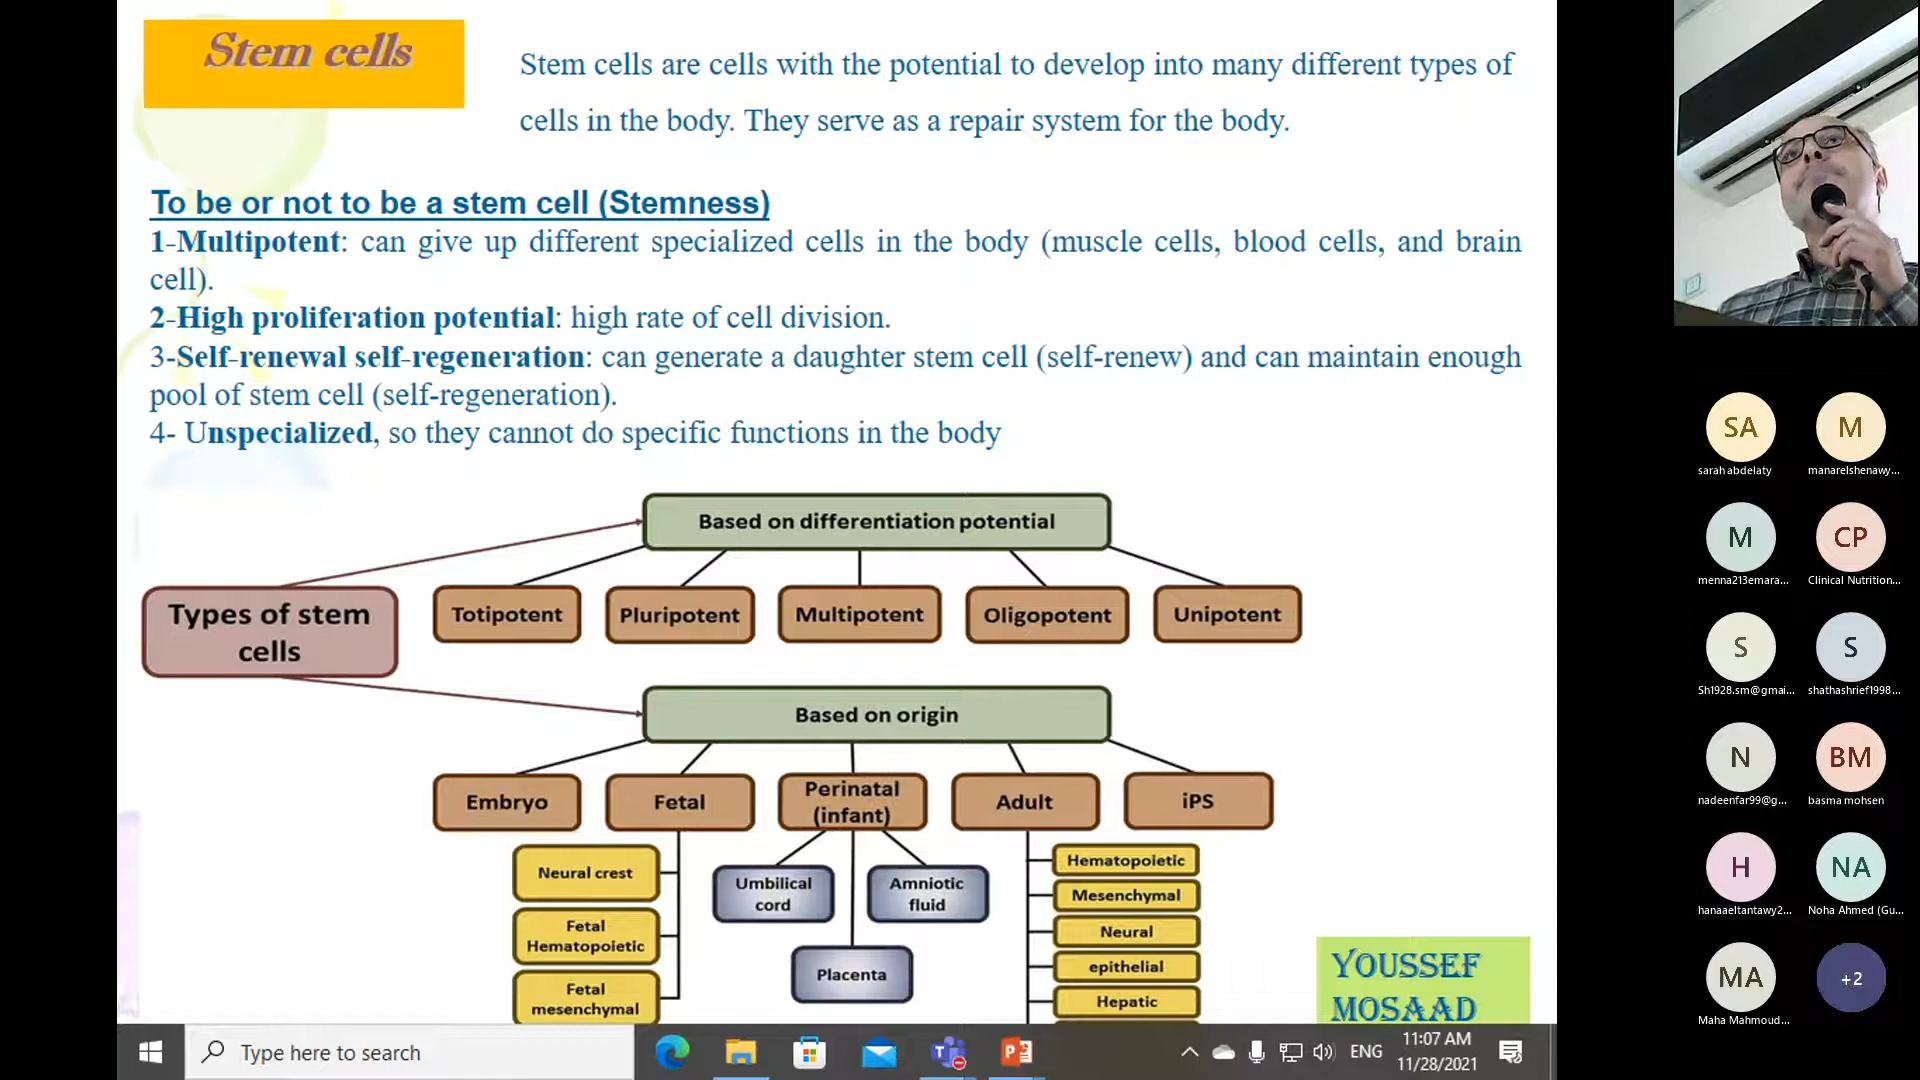 Stem cells
Stem cells are cells with the potential to develop into many different types of
cells in the body. They serve as a repair system for the body.
To be or not to be a stem cell (Stemness)
1-Multipotent: can give up different specialized cells in the body (muscle cells, blood cells, and brain
cell).
2-High proliferation potential: high rate of cell division.
3-Self-renewal self-regeneration: can generate a daughter stem cell (self-renew) and can maintain enough
pool of stem cell (self-regeneration).
4- Unspecialized, so they cannot do specific functions in the body
Based on differentiation potential
Types of stem
cells
Totipotent
Pluripotent
Multipotent
Oligopotent
Unipotent
Based on origin
Embryo
Fetal
Perinatal
(infant)
Adult
iPS
Neural crest
Fetal
Hematopoietic
Fetal
mesenchymal
Umbilical
cord
Amniotic
fluid
Placenta
Hematopoietic
Mesenchymal
Neural
epithelial
Hepatic
YOUSSEF
MOSAAD
SA
M
sarah abdelaty
manarelshenawy...
M
CP
menna213emara...
Clinical Nutrition...
S
S
Sh1928.sm@gmai...
shathashrief1998...
N
BM
nadeenfar99@g...
basma mohsen
H
NA
hanaaeltantawy2...
Noha Ahmed (Gu...
MA
+2
Maha Mahmoud...
Type here to search
ENG
11:07 AM
11/28/2021